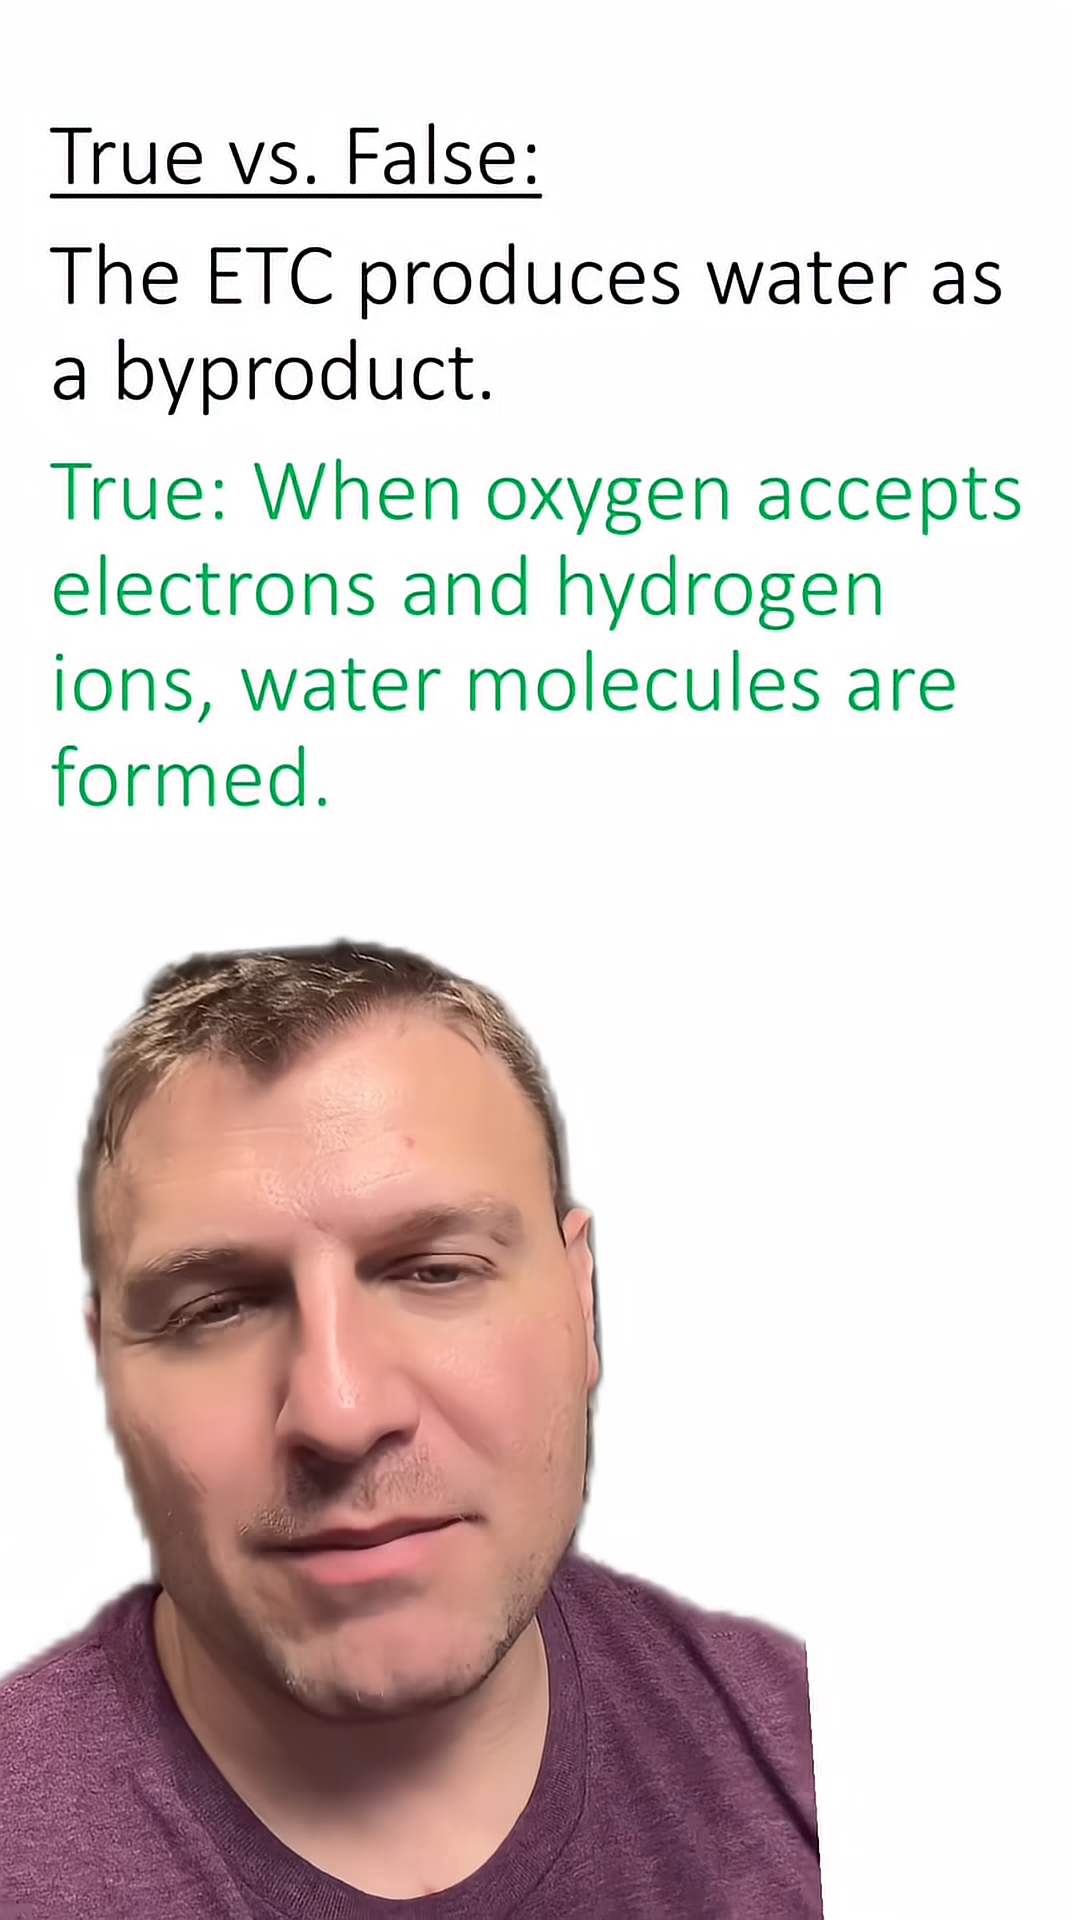 True vs. False:
The ETC produces water as
a byproduct.
True: When oxygen accepts
electrons and hydrogen
ions, water molecules are
formed.